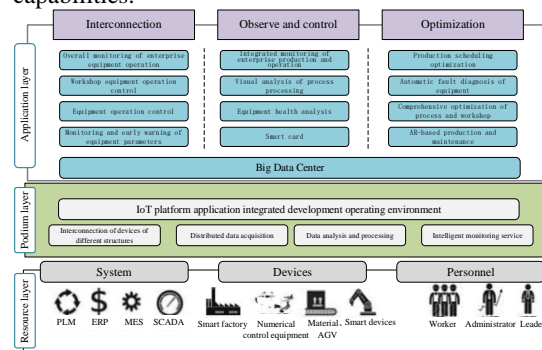 capabilities.
Interconnection
Observe and control
Optimization
Application layer
Overall monitoring of enterprise
equipment operation
Integrated monitoring of
enterprise production and
operation
Production scheduling
optimization
Workshop equipment operation
control
Visual analysis of process
processing
Automatic fault diagnosis of
equipment
Equipment operation control
Equipment health analysis
Comprehensive optimization of
process and workshop
Monitoring and early warning of
equipment parameters
Smart card
AR-based production and
maintenance
Big Data Center
Podium layer
IoT platform application integrated development operating environment
Interconnection of devices of
different structures
Distributed data acquisition
Data analysis and processing
Intelligent monitoring service
Resource layer
System
Devices
Personnel
PLM
ERP
MES
SCADA
Smart factory
Numerical
control equipment
Material、
AGV
Smart devices
Worker
Administrator
Leade